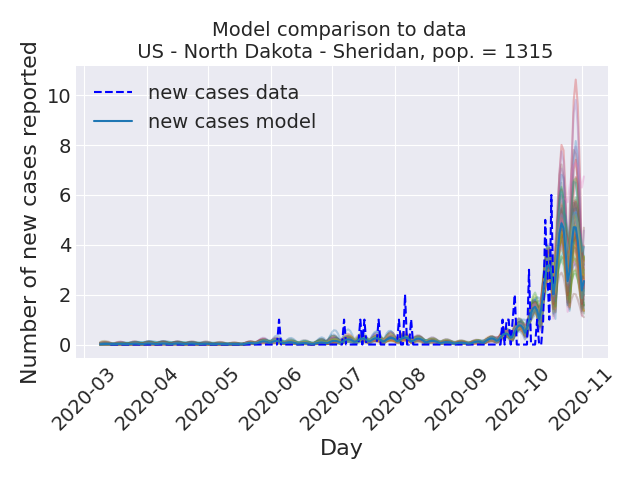 Model comparison to data
US - North Dakota - Sheridan, pop. = 1315
new cases data
new cases model
Number of new cases reported
10
8
6
4
2
0
2020-03
2020-04
2020-05
2020-06
2020-07
2020-08
2020-09
2020-10
2020-11
Day